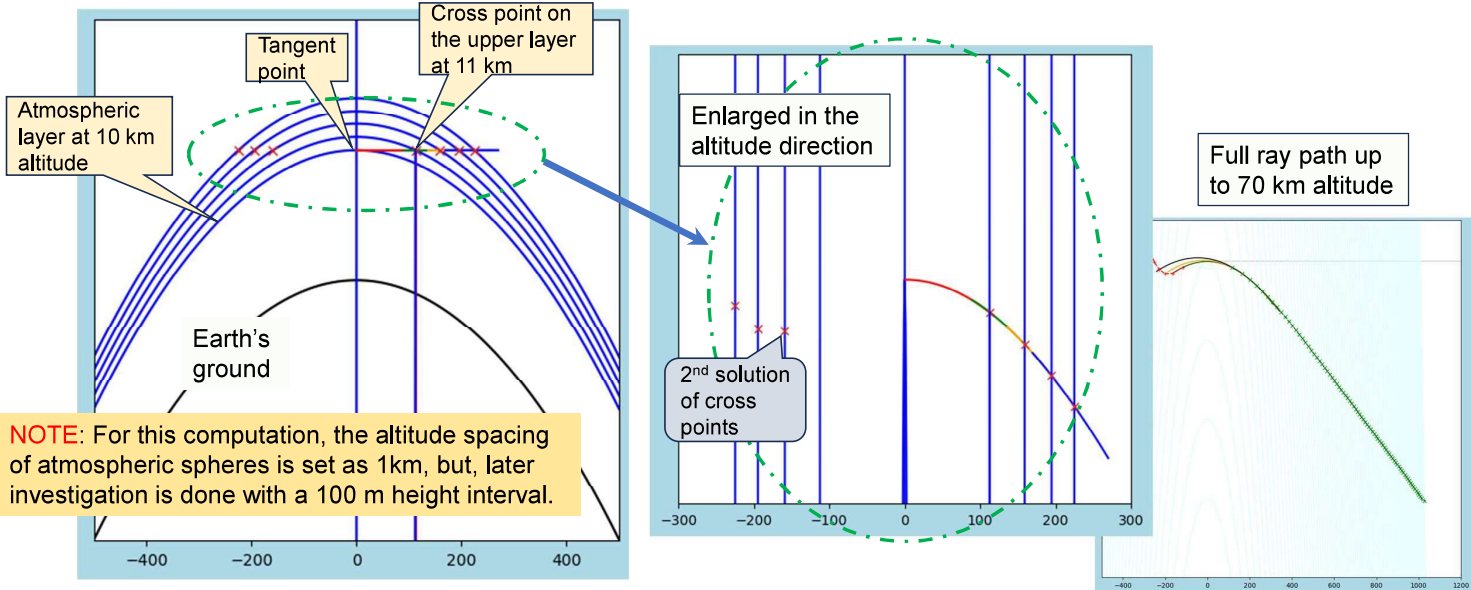 Atmospheric
layer at 10 km
altitude
Tangent
point
Cross point on
the upper layer
at 11 km
Earth's
ground
NOTE: For this computation, the altitude spacing
of atmospheric spheres is set as 1km, but, later
investigation is done with a 100 m height interval.
−400 −200 0 200 400
Enlarged in the
altitude direction
2nd solution
of cross
points
−300 −200 −100 0 100 200 300
Full ray path up
to 70 km altitude
−400 −200 0 200 400 600 800 1000 1200